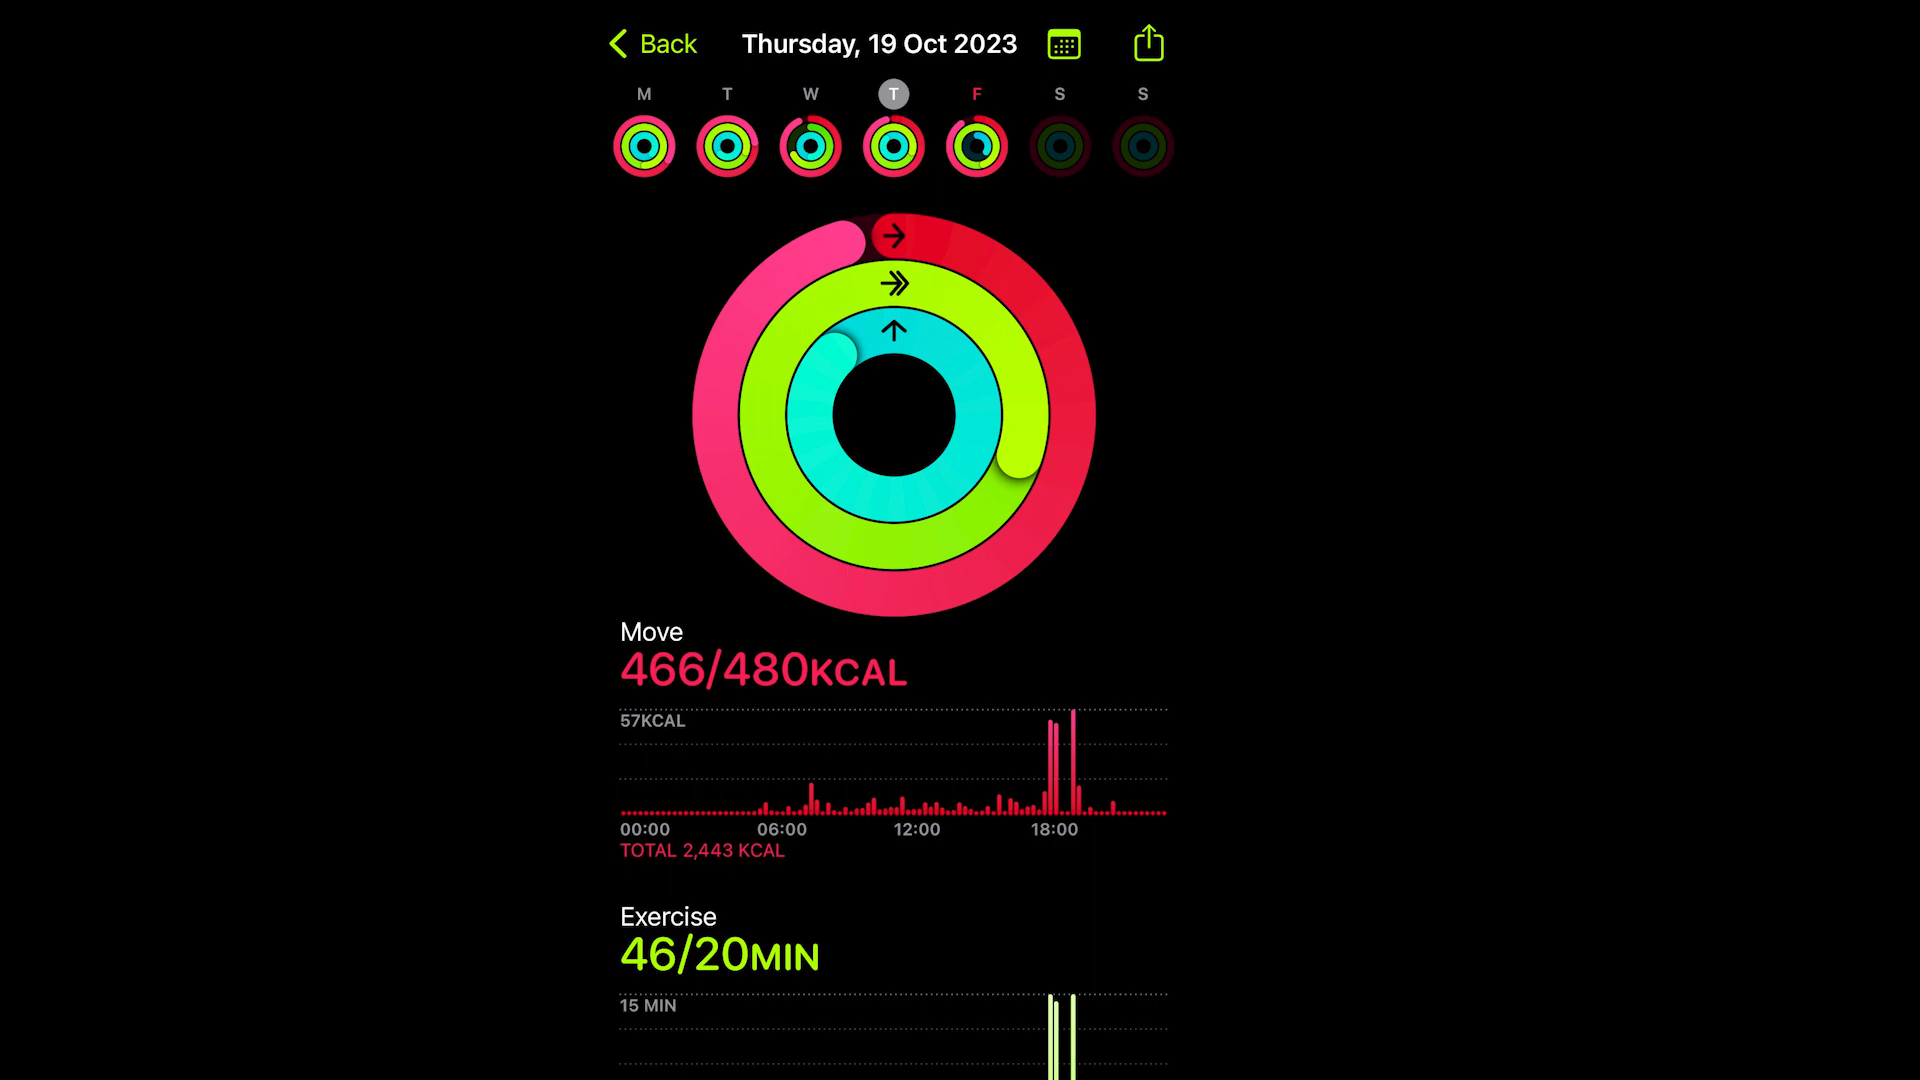 Back Thursday, 19 Oct 2023
M T W T F S S
Move
466/480KCAL
57KCAL
00:00 06:00 12:00 18:00
TOTAL 2,443 KCAL
Exercise
46/20MIN
15 MIN